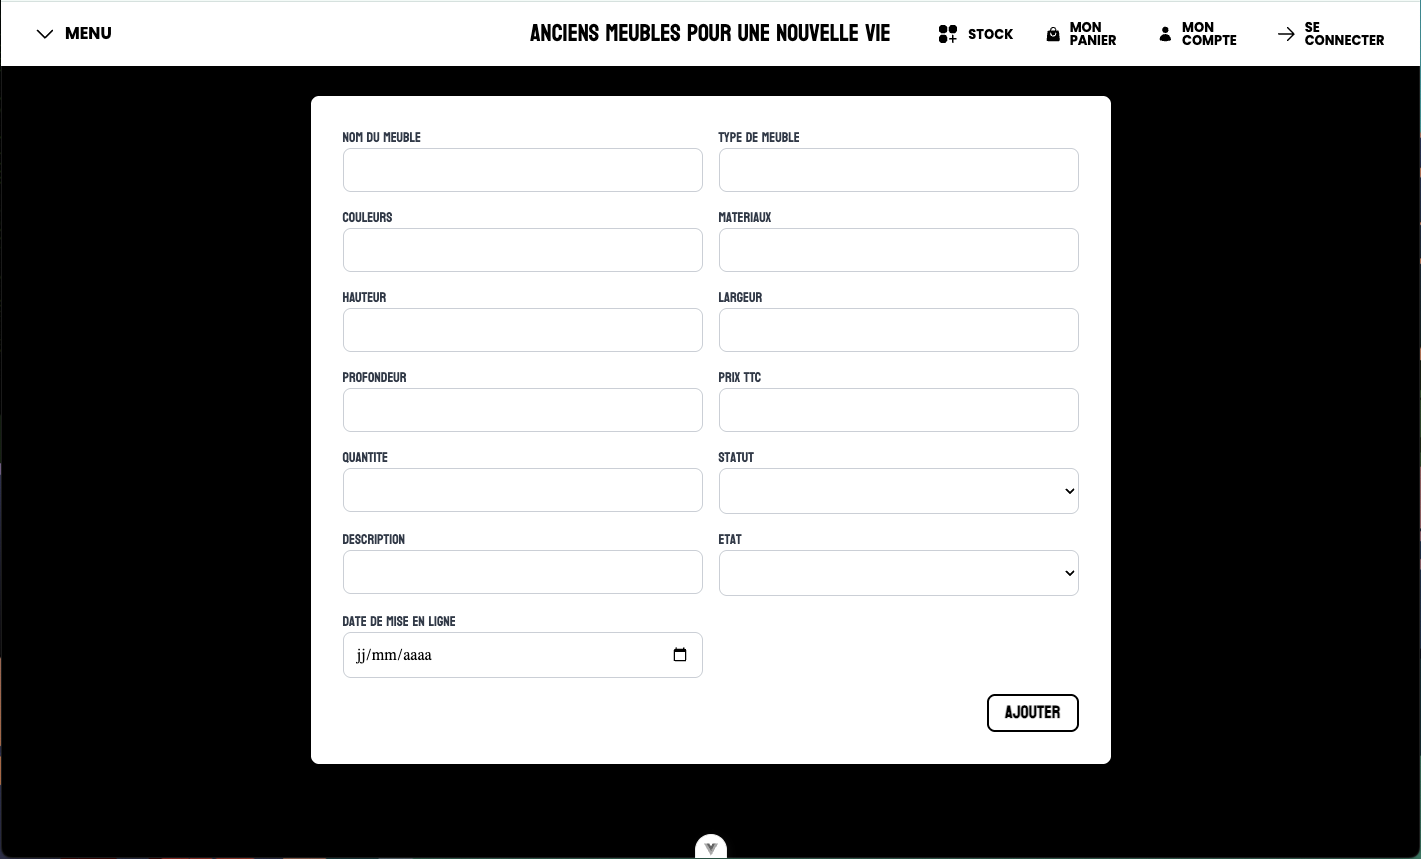 MENU
ANCIENS MEUBLES POUR UNE NOUVELLE VIE
STOCK
MON
PANIER
MON
COMPTE
SE
CONNECTER
NOM DU MEUBLE
TYPE DE MEUBLE
COULEURS
MATERIAUX
HAUTEUR
LARGEUR
PROFONDEUR
PRIX TTC
QUANTITE
STATUT
DESCRIPTION
ETAT
DATE DE MISE EN LIGNE
jj/mm/aaaa
AJOUTER